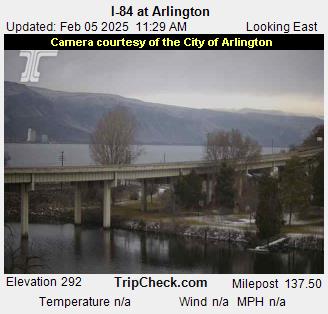 I-84 at Arlington
Updated: Feb 05 2025 11:29 AM Looking East
Camera courtesy of the City of Arlington
Elevation 292 TripCheck.com Milepost 137.50
Temperature n/a Wind n/a MPH n/a